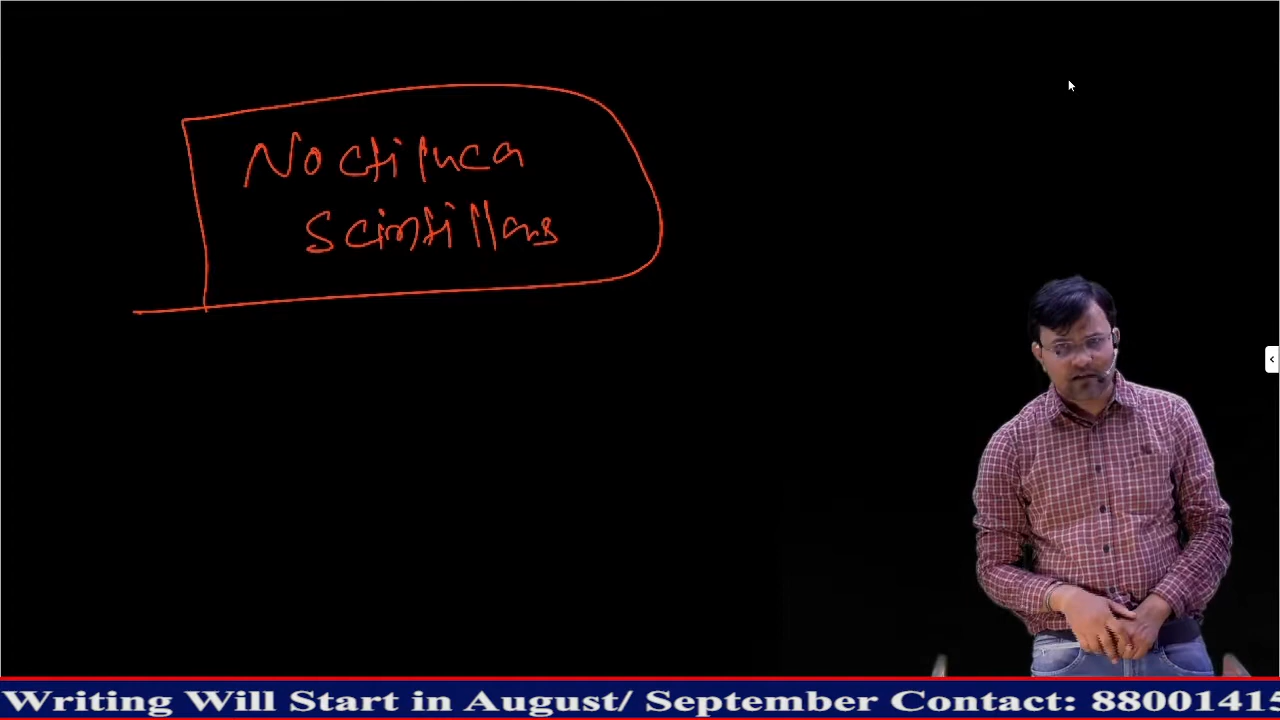 Noctiluca
Scintillans
Writing Will Start in August/ September Contact: 88001415